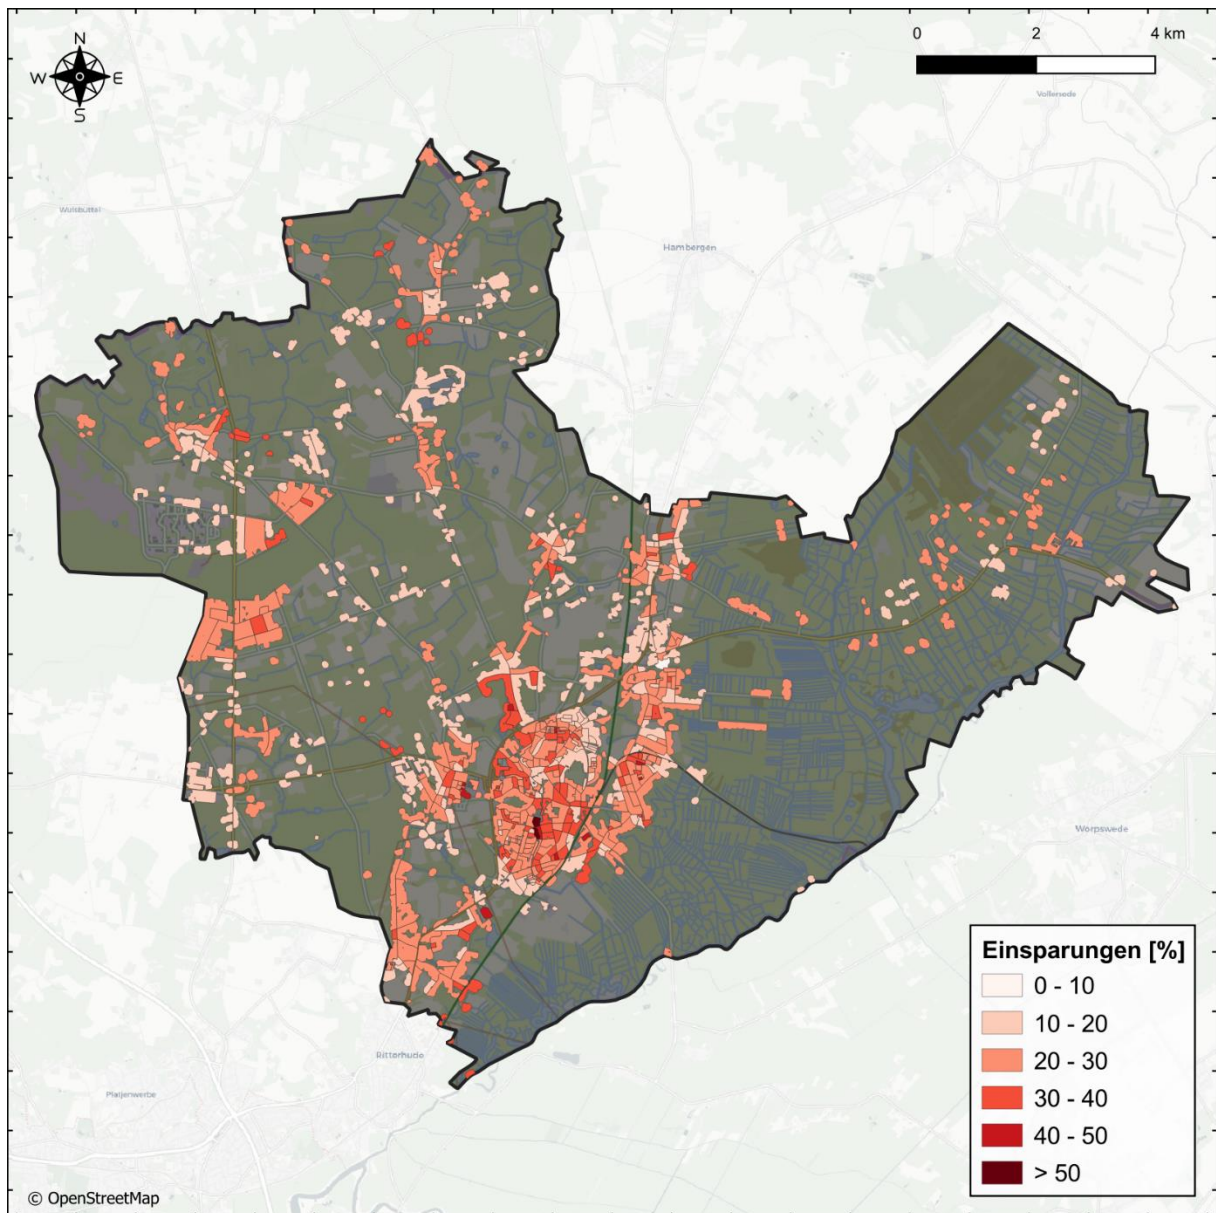 N
W E
S
0 2 4 km
Vollersode
Wulsbüttel
Hambergen
Worpswede
Einsparungen [%]
0 - 10
10 - 20
20 - 30
30 - 40
40 - 50
> 50
Ritterhude
Platjenwerbe
© OpenStreetMap